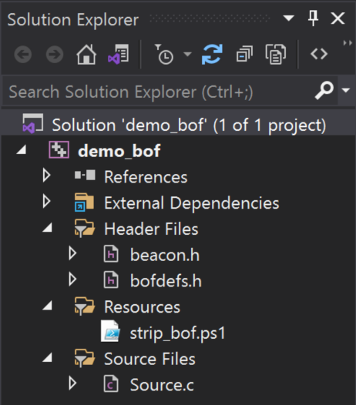 Solution Explorer
Search Solution Explorer (Ctrl+;)
Solution 'demo_bof' (1 of 1 project)
demo_bof
References
External Dependencies
Header Files
beacon.h
bofdefs.h
Resources
strip_bof.ps1
Source Files
Source.c